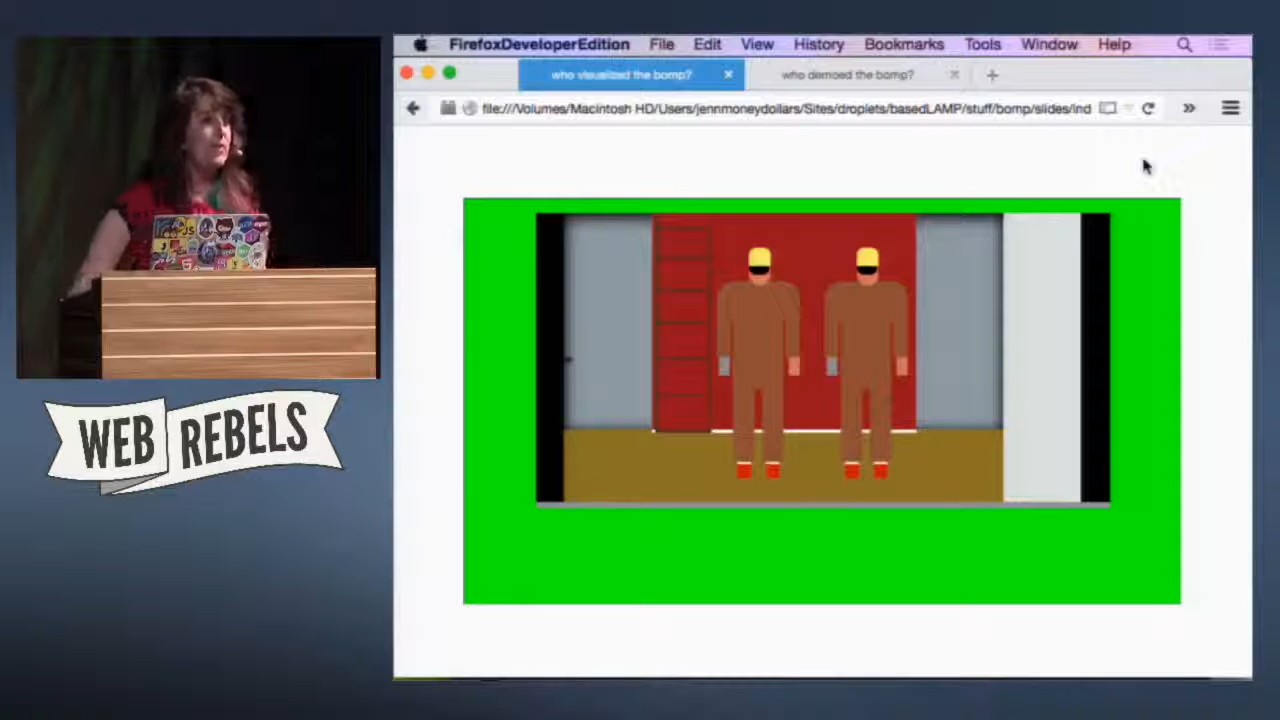 FirefoxDeveloperEdition File Edit View History Bookmarks Tools Window Help
who visualized the bomp?
who demoed the bomp?
file:///Volumes/Macintosh HD/Users/jennmoneydollars/Sites/droplets/basedLAMP/stuff/bomp/slides/ind
JS
WEB REBELS